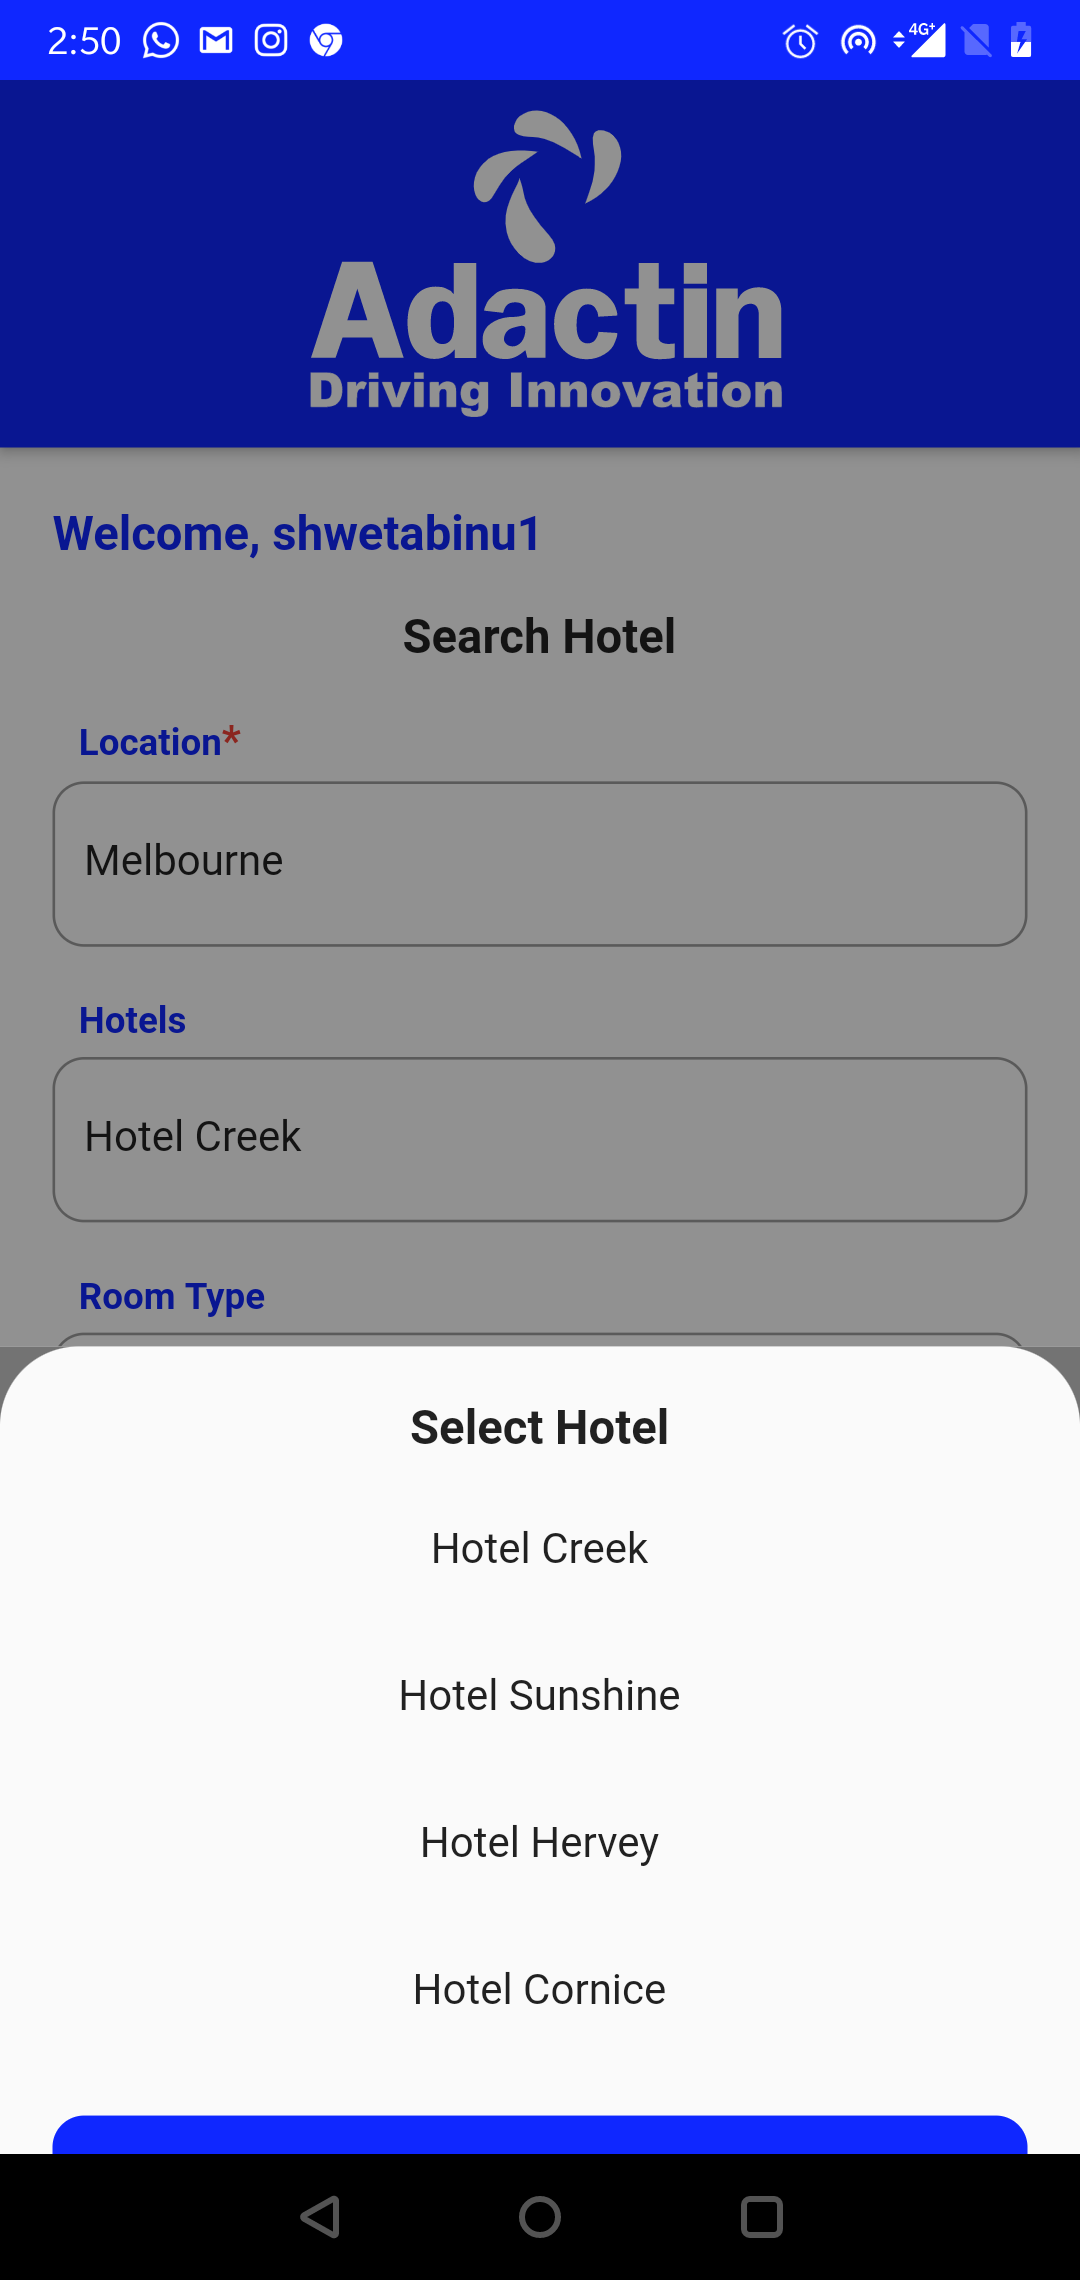 2:50
4G+
Adactin
Driving Innovation
Welcome, shwetabinu1
Search Hotel
Location*
Melbourne
Hotels
Hotel Creek
Room Type
Select Hotel
Hotel Creek
Hotel Sunshine
Hotel Hervey
Hotel Cornice